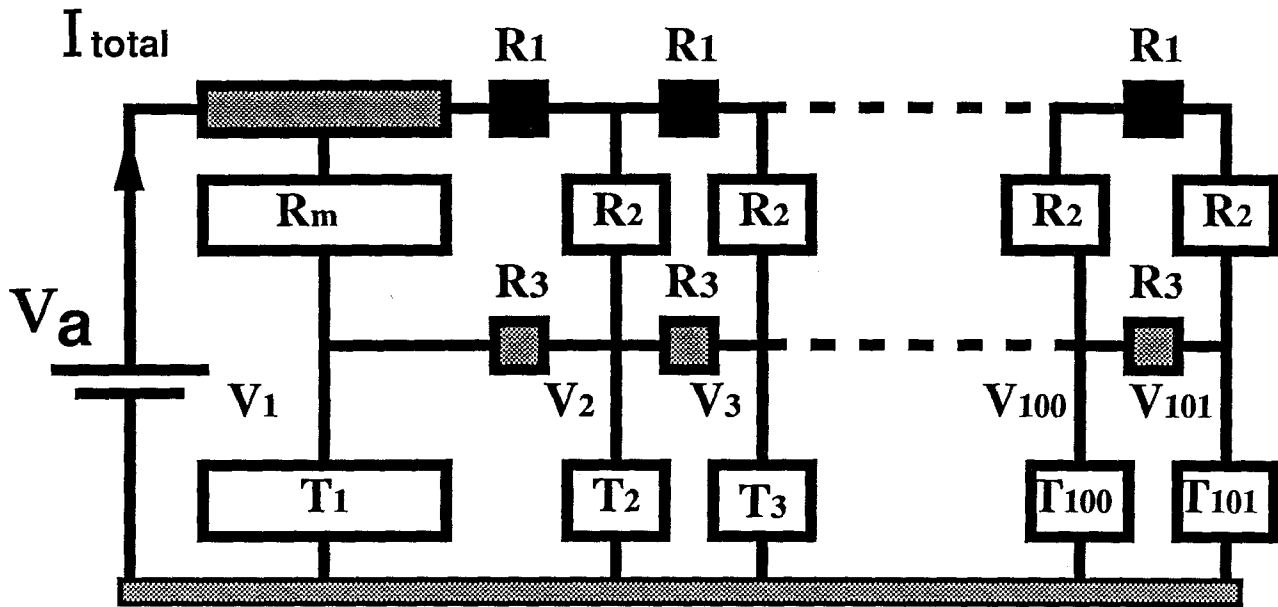 I total
R1 R1 R1
Rm R2 R2 R2 R2
R3 R3 R3
Va
V1 V2 V3 V100 V101
T1 T2 T3 T100 T101